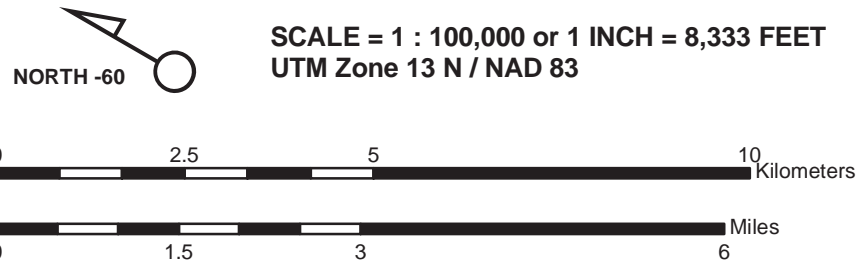 SCALE = 1 : 100,000 or 1 INCH = 8,333 FEET
NORTH -60
UTM Zone 13 N / NAD 83
0 2.5 5 10
Kilometers
Miles
0 1.5 3 6